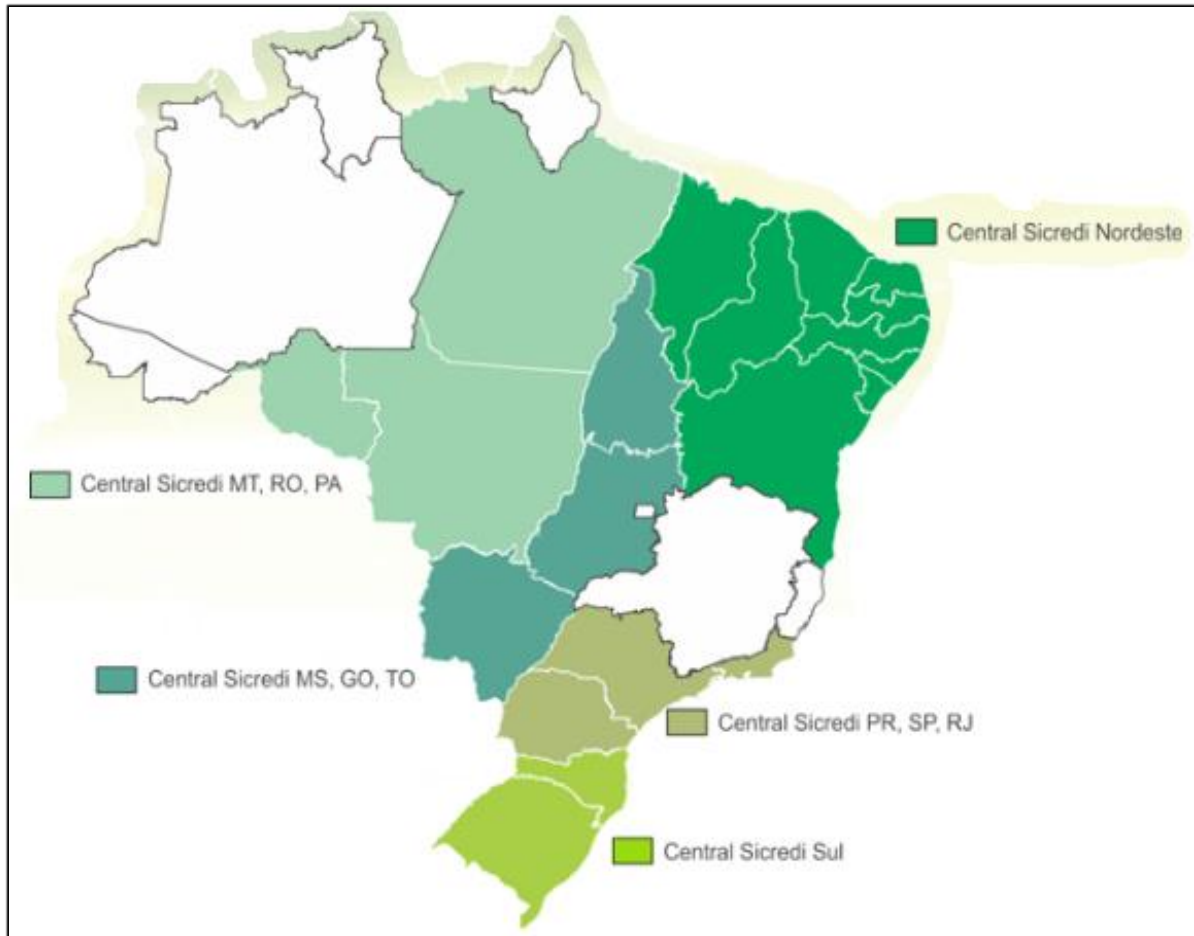 Central Sicredi Nordeste
Central Sicredi MT, RO, PA
Central Sicredi MS, GO, TO
Central Sicredi PR, SP, RJ
Central Sicredi Sul